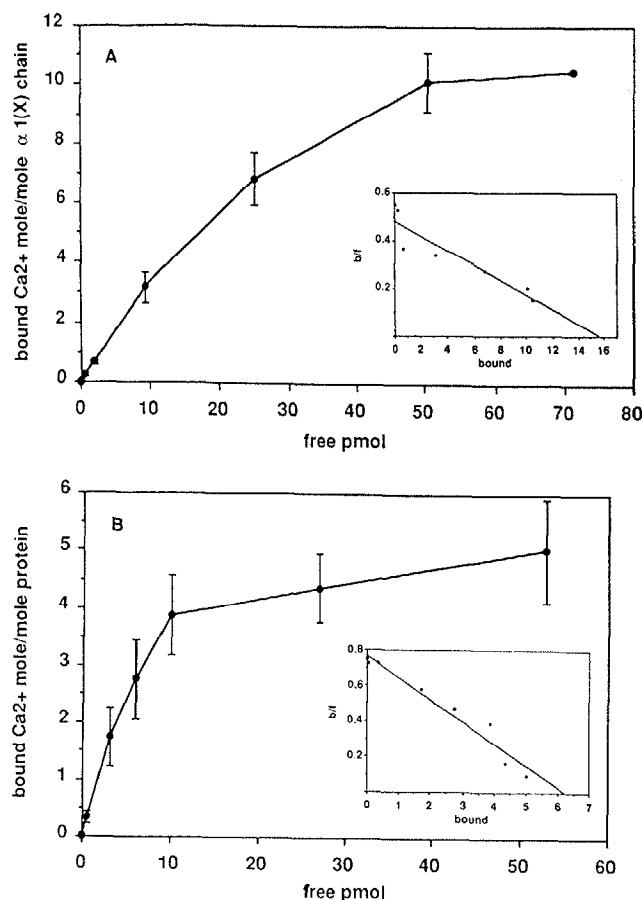 A
bound Ca2+ mole/mole α 1(X) chain
12
10
8
6
4
2
0
0 10 20 30 40 50 60 70 80
free pmol
b/f
0.6
0.4
0.2
0 2 4 6 8 10 12 14 16
bound
B
bound Ca2+ mole/mole protein
6
5
4
3
2
1
0
0 10 20 30 40 50 60
free pmol
b/f
0.8
0.6
0.4
0.2
0 1 2 3 4 5 6 7
bound